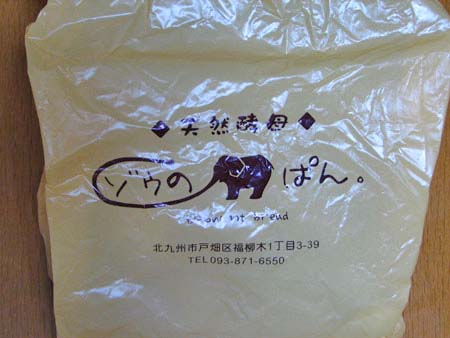 ◆天然酵母◆
ゾウのぱん。
bread
北九州市戸畑区福柳木1丁目3-39
TEL093-871-6550